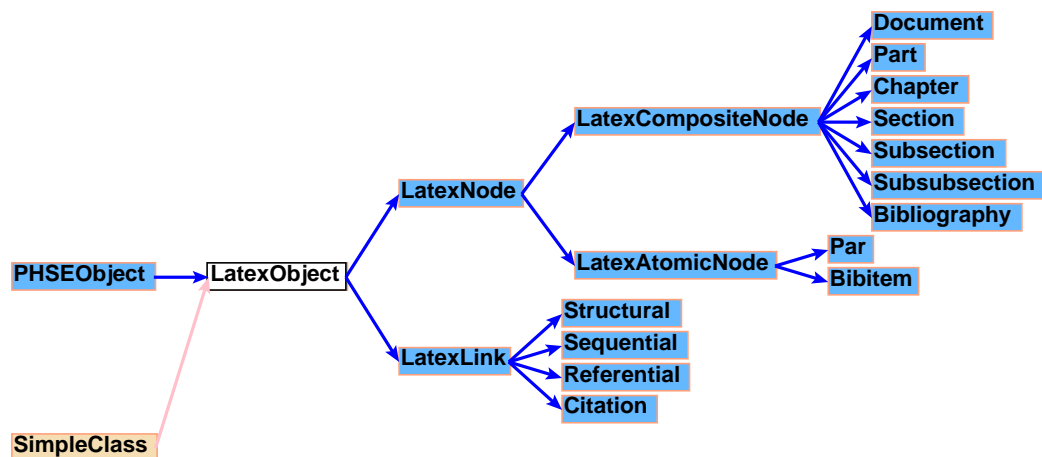 Document
Part
Chapter
LatexCompositeNode
Section
Subsection
Subsubsection
LatexNode
Bibliography
Par
LatexAtomicNode
PHSEObject
LatexObject
Bibitem
Structural
Sequential
LatexLink
Referential
Citation
SimpleClass